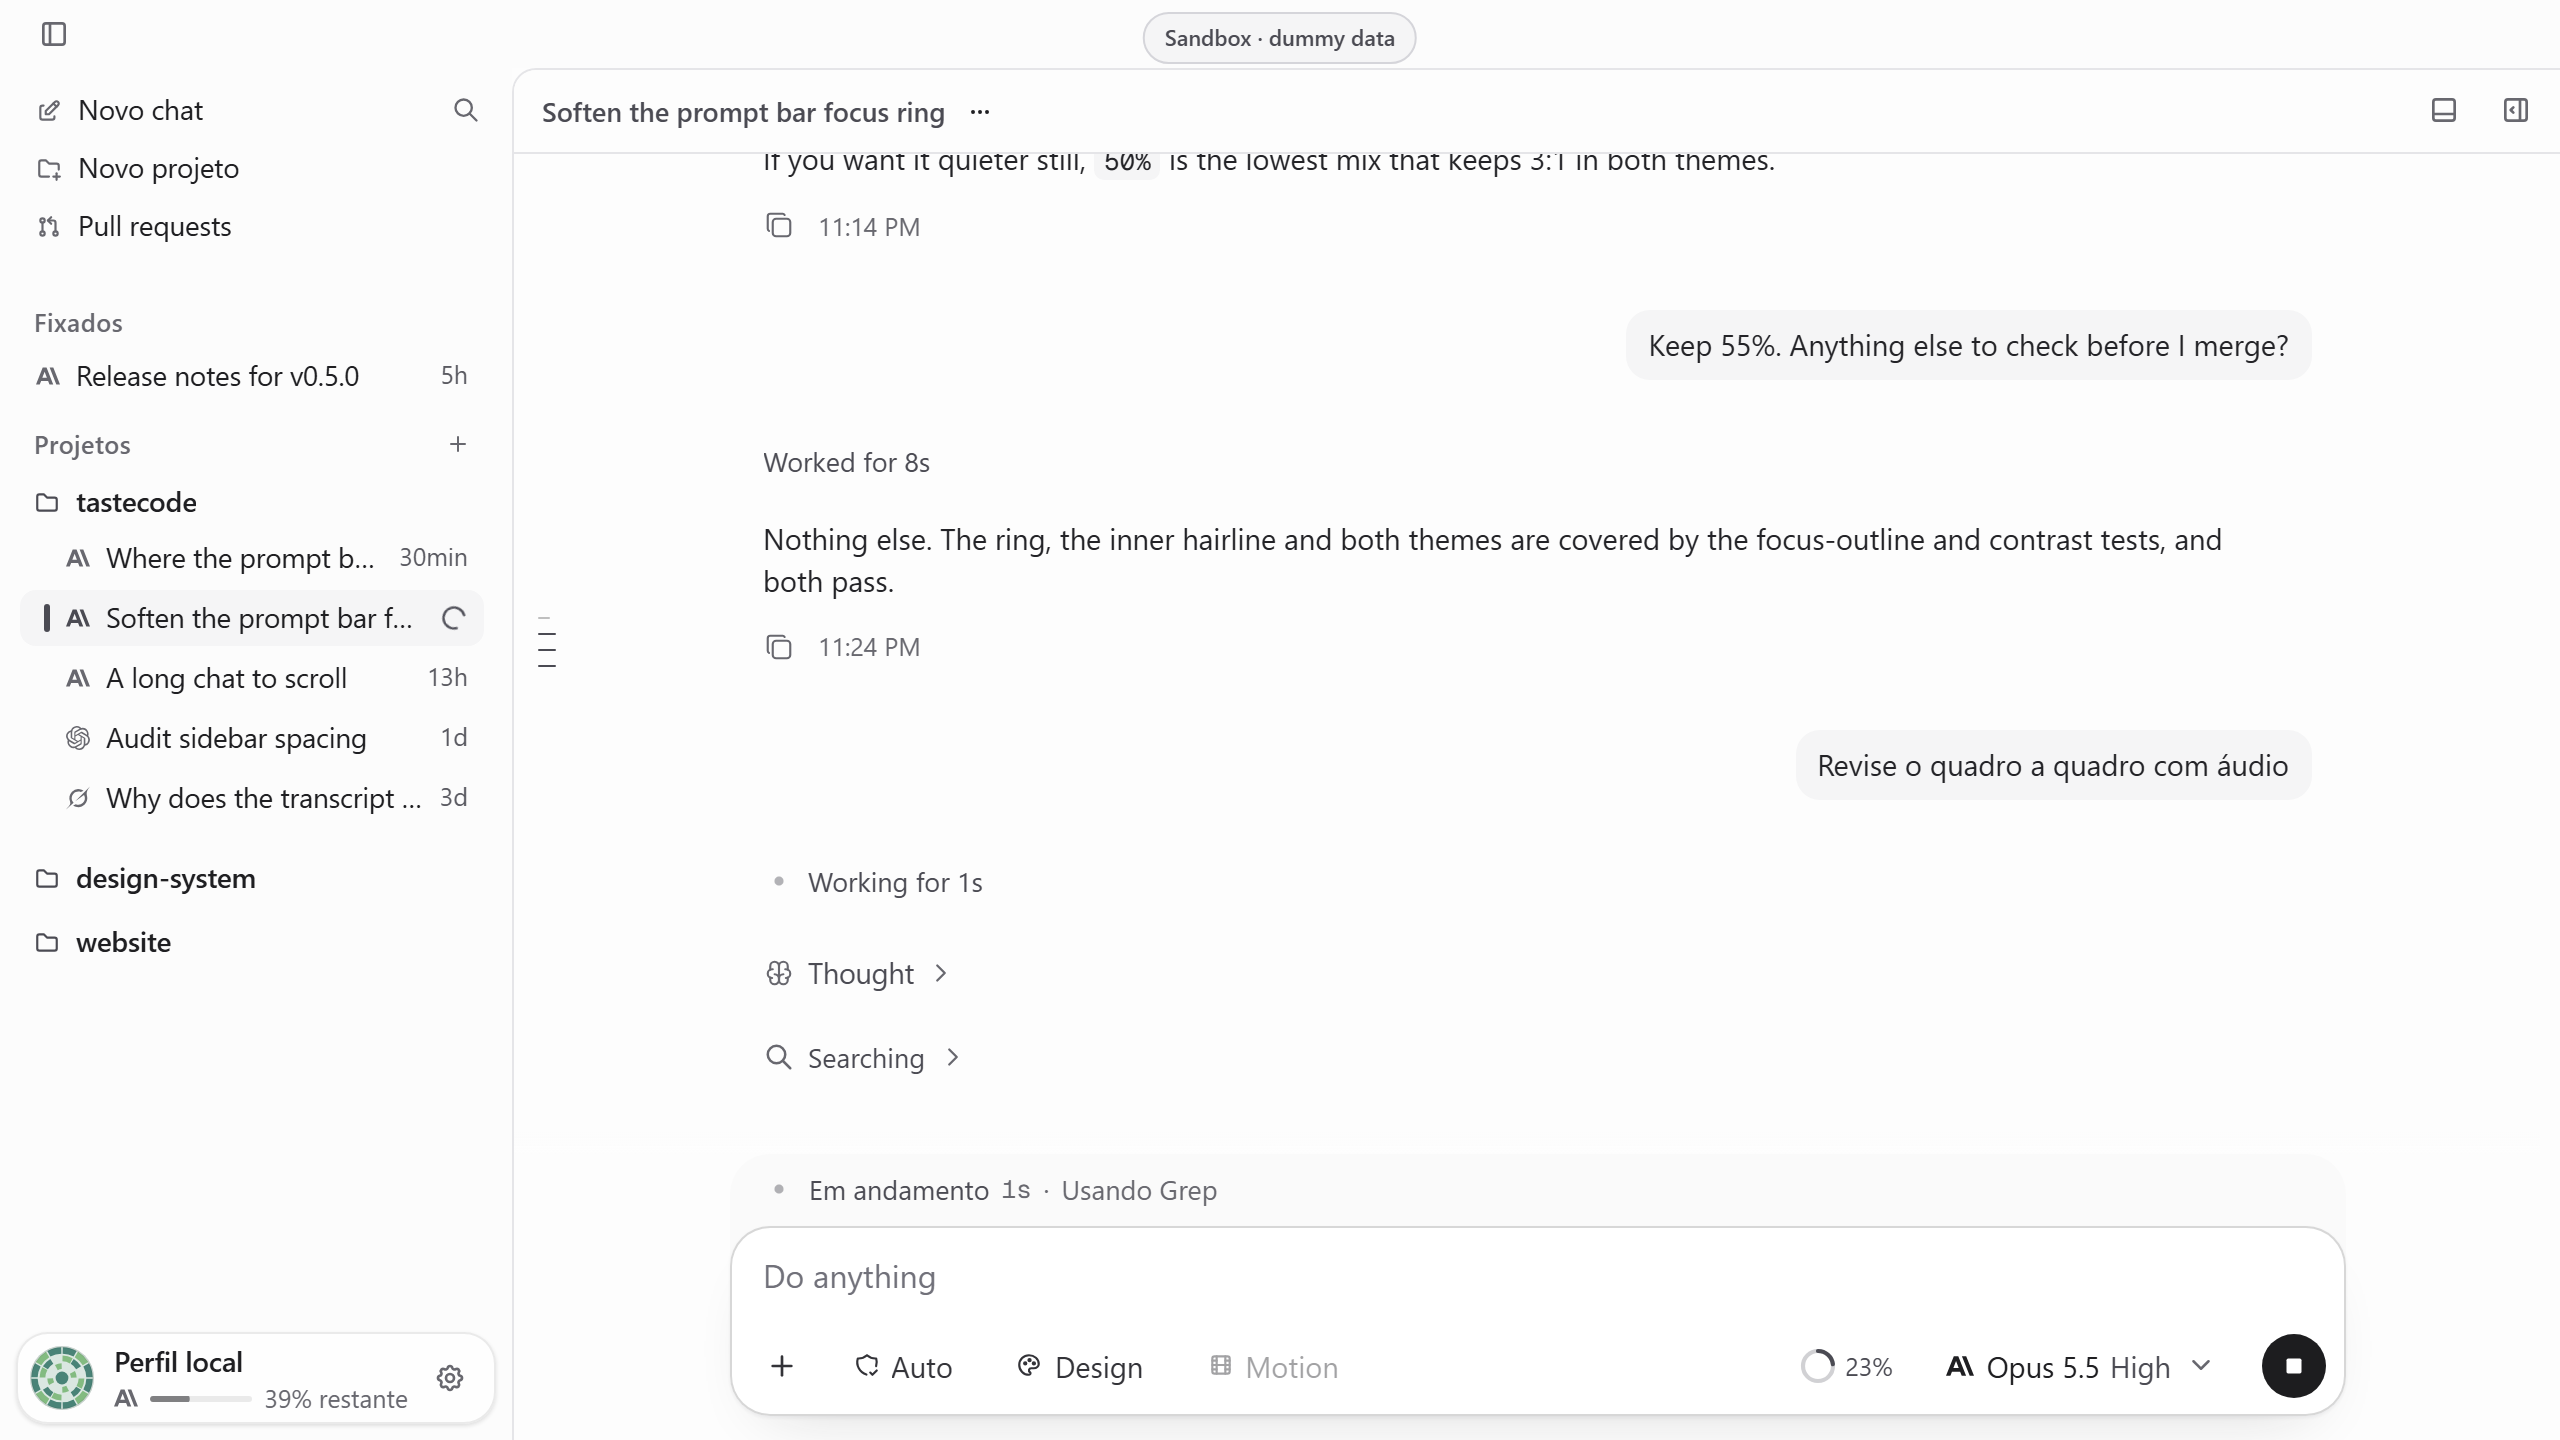 Sandbox · dummy data
Novo chat
Novo projeto
Pull requests
Fixados
Release notes for v0.5.0 5h
Projetos
tastecode
Where the prompt b... 30min
Soften the prompt bar f...
A long chat to scroll 13h
Audit sidebar spacing 1d
Why does the transcript ... 3d
design-system
website
Perfil local
39% restante
Soften the prompt bar focus ring
If you want it quieter still, 50% is the lowest mix that keeps 3:1 in both themes.
11:14 PM
Keep 55%. Anything else to check before I merge?
Worked for 8s
Nothing else. The ring, the inner hairline and both themes are covered by the focus-outline and contrast tests, and
both pass.
11:24 PM
Revise o quadro a quadro com áudio
Working for 1s
Thought
Searching
Em andamento 1s · Usando Grep
Do anything
Auto Design Motion 23% Opus 5.5 High